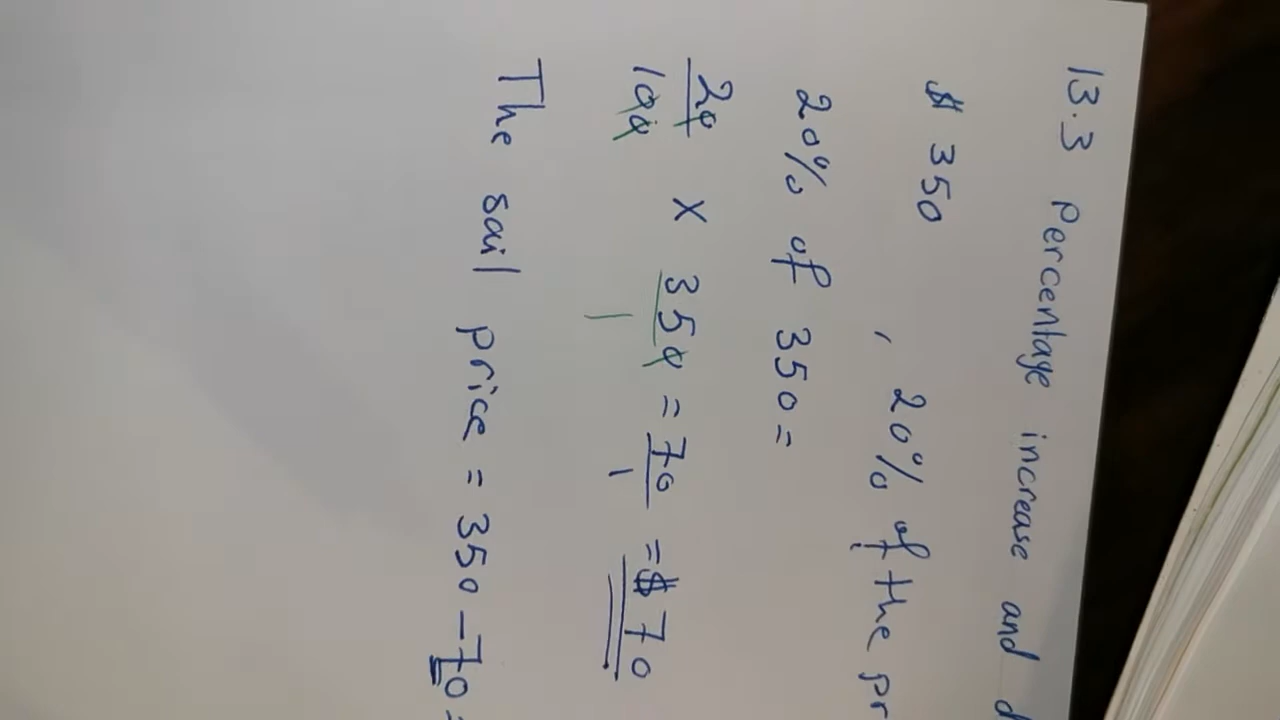 13.3 Percentage increase and d
$ 350 , 20% of the pr
20% of 350 =
20/100 × 350/1 = 70/1 = $ 70
The sail price = 350 - 70 =